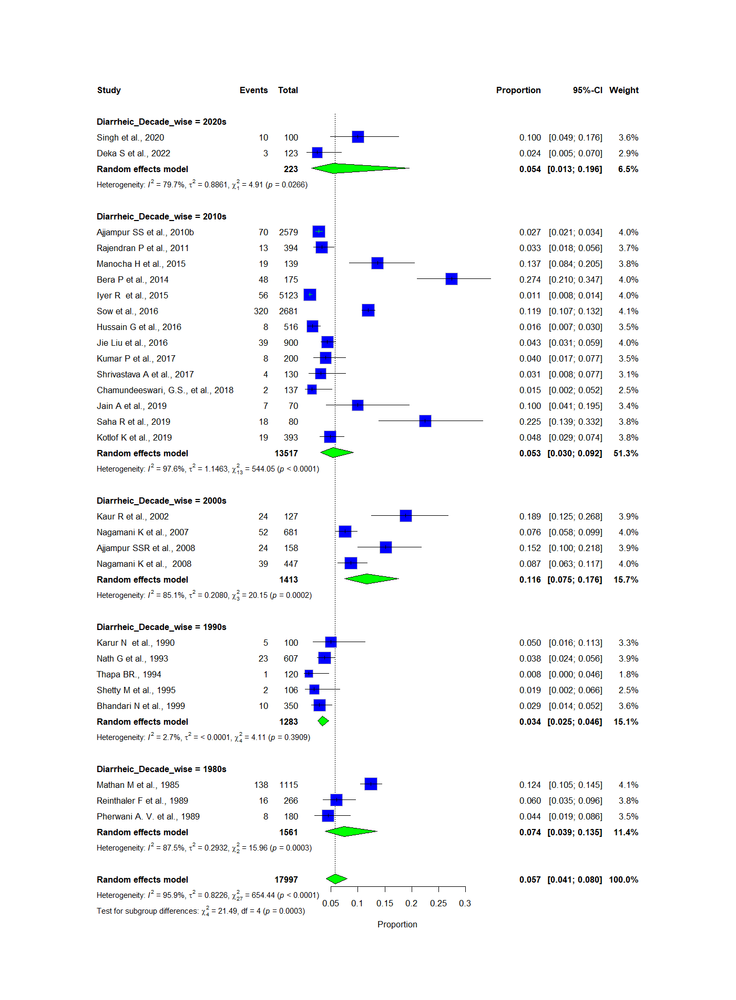 Study Events Total Proportion 95%-CI Weight
Diarrheic_Decade_wise = 2020s
Singh et al., 2020 10 100 0.100 [0.049; 0.176] 3.6%
Deka S et al., 2022 3 123 0.024 [0.005; 0.070] 2.9%
Random effects model 223 0.054 [0.013; 0.196] 6.5%
Heterogeneity: I² = 79.7%, τ² = 0.8861, χ²₁ = 4.91 (p = 0.0266)
Diarrheic_Decade_wise = 2010s
Ajjampur SS et al., 2010b 70 2579 0.027 [0.021; 0.034] 4.0%
Rajendran P et al., 2011 13 394 0.033 [0.018; 0.056] 3.7%
Manocha H et al., 2015 19 139 0.137 [0.084; 0.205] 3.8%
Bera P et al., 2014 48 175 0.274 [0.210; 0.347] 4.0%
Iyer R  et al., 2015 56 5123 0.011 [0.008; 0.014] 4.0%
Sow et al., 2016 320 2681 0.119 [0.107; 0.132] 4.1%
Hussain G et al., 2016 8 516 0.016 [0.007; 0.030] 3.5%
Jie Liu et al., 2016 39 900 0.043 [0.031; 0.059] 4.0%
Kumar P et al., 2017 8 200 0.040 [0.017; 0.077] 3.5%
Shrivastava A et al., 2017 4 130 0.031 [0.008; 0.077] 3.1%
Chamundeeswari, G.S., et al., 2018 2 137 0.015 [0.002; 0.052] 2.5%
Jain A et al., 2019 7 70 0.100 [0.041; 0.195] 3.4%
Saha R et al., 2019 18 80 0.225 [0.139; 0.332] 3.8%
Kotlof K et al., 2019 19 393 0.048 [0.029; 0.074] 3.8%
Random effects model 13517 0.053 [0.030; 0.092] 51.3%
Heterogeneity: I² = 97.6%, τ² = 1.1463, χ²₁₃ = 544.05 (p < 0.0001)
Diarrheic_Decade_wise = 2000s
Kaur R et al., 2002 24 127 0.189 [0.125; 0.268] 3.9%
Nagamani K et al., 2007 52 681 0.076 [0.058; 0.099] 4.0%
Ajjampur SSR et al., 2008 24 158 0.152 [0.100; 0.218] 3.9%
Nagamani K et al.,  2008 39 447 0.087 [0.063; 0.117] 4.0%
Random effects model 1413 0.116 [0.075; 0.176] 15.7%
Heterogeneity: I² = 85.1%, τ² = 0.2080, χ²₃ = 20.15 (p = 0.0002)
Diarrheic_Decade_wise = 1990s
Karur N  et al., 1990 5 100 0.050 [0.016; 0.113] 3.3%
Nath G et al., 1993 23 607 0.038 [0.024; 0.056] 3.9%
Thapa BR., 1994 1 120 0.008 [0.000; 0.046] 1.8%
Shetty M et al., 1995 2 106 0.019 [0.002; 0.066] 2.5%
Bhandari N et al., 1999 10 350 0.029 [0.014; 0.052] 3.6%
Random effects model 1283 0.034 [0.025; 0.046] 15.1%
Heterogeneity: I² = 2.7%, τ² = < 0.0001, χ²₄ = 4.11 (p = 0.3909)
Diarrheic_Decade_wise = 1980s
Mathan M et al., 1985 138 1115 0.124 [0.105; 0.145] 4.1%
Reinthaler F et al., 1989 16 266 0.060 [0.035; 0.096] 3.8%
Pherwani A. V. et al., 1989 8 180 0.044 [0.019; 0.086] 3.5%
Random effects model 1561 0.074 [0.039; 0.135] 11.4%
Heterogeneity: I² = 87.5%, τ² = 0.2932, χ²₂ = 15.96 (p = 0.0003)
Random effects model 17997 0.057 [0.041; 0.080] 100.0%
Heterogeneity: I² = 95.9%, τ² = 0.8226, χ²₂₇ = 654.44 (p < 0.0001)
0.05 0.1 0.15 0.2 0.25 0.3
Test for subgroup differences: χ²₄ = 21.49, df = 4 (p = 0.0003)
Proportion